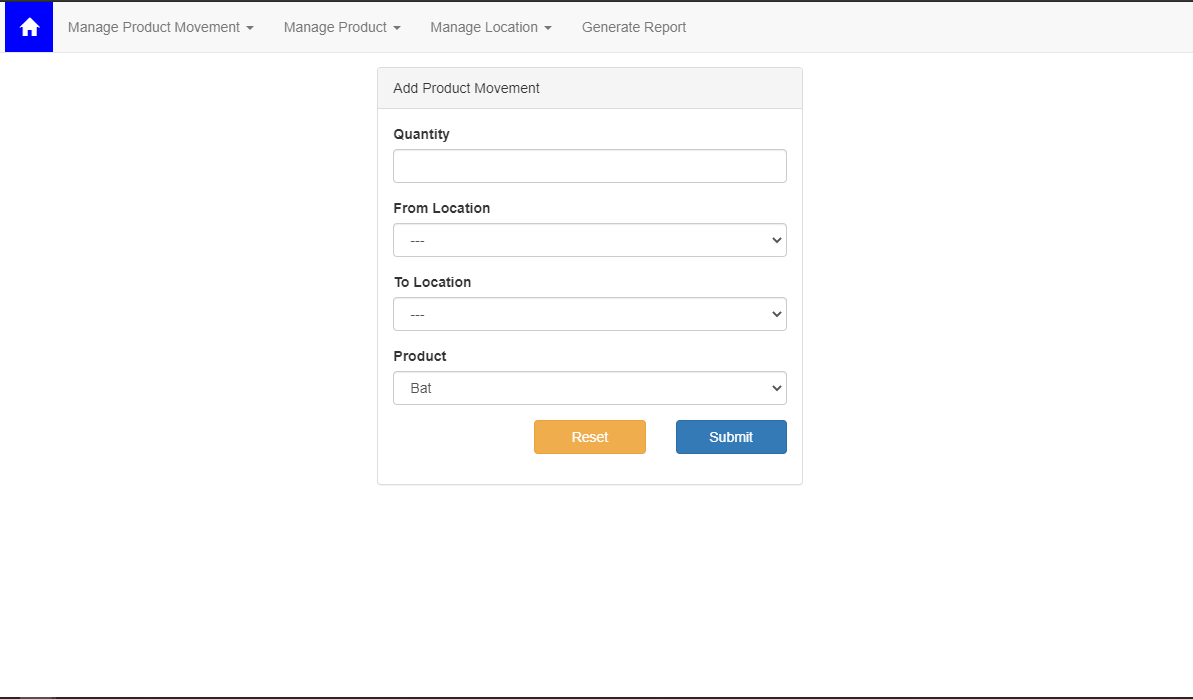 Manage Product Movement Manage Product Manage Location Generate Report
Add Product Movement
Quantity
From Location
---
To Location
---
Product
Bat
Reset Submit